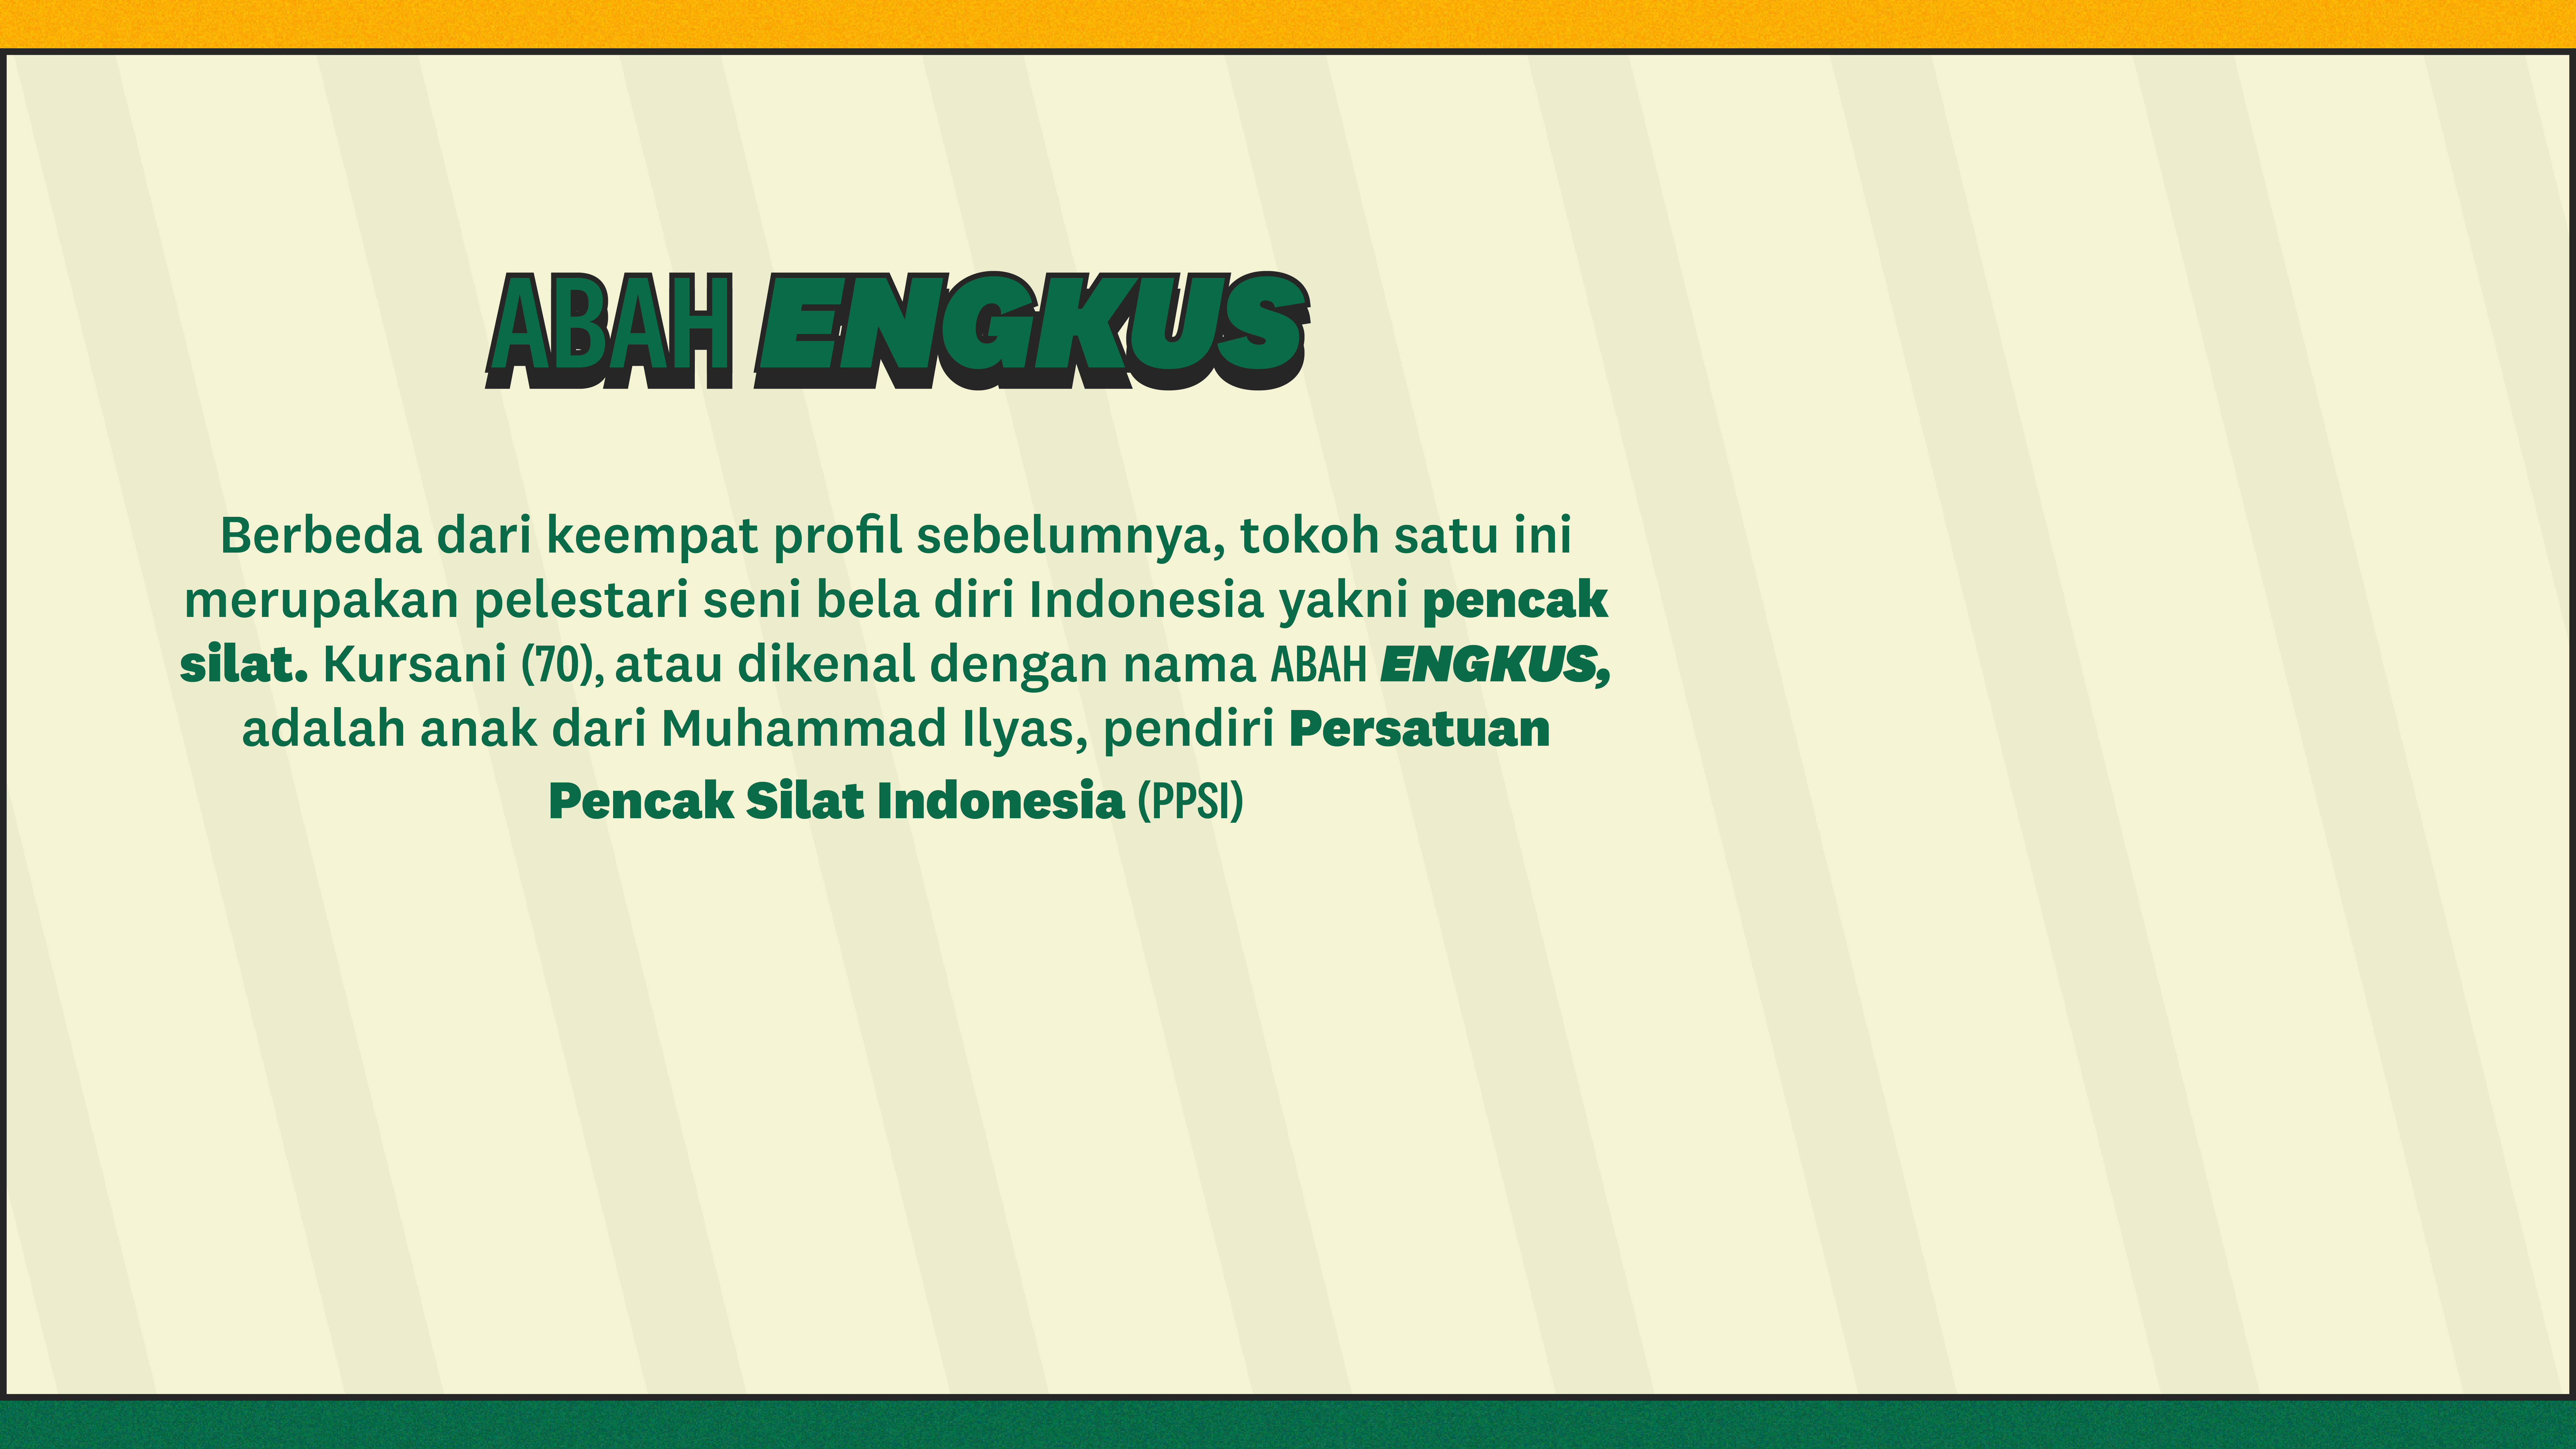 ABAH ENGKUS
Berbeda dari keempat profil sebelumnya, tokoh satu ini
merupakan pelestari seni bela diri Indonesia yakni pencak
silat. Kursani (70), atau dikenal dengan nama ABAH ENGKUS,
adalah anak dari Muhammad Ilyas, pendiri Persatuan
Pencak Silat Indonesia (PPSI)